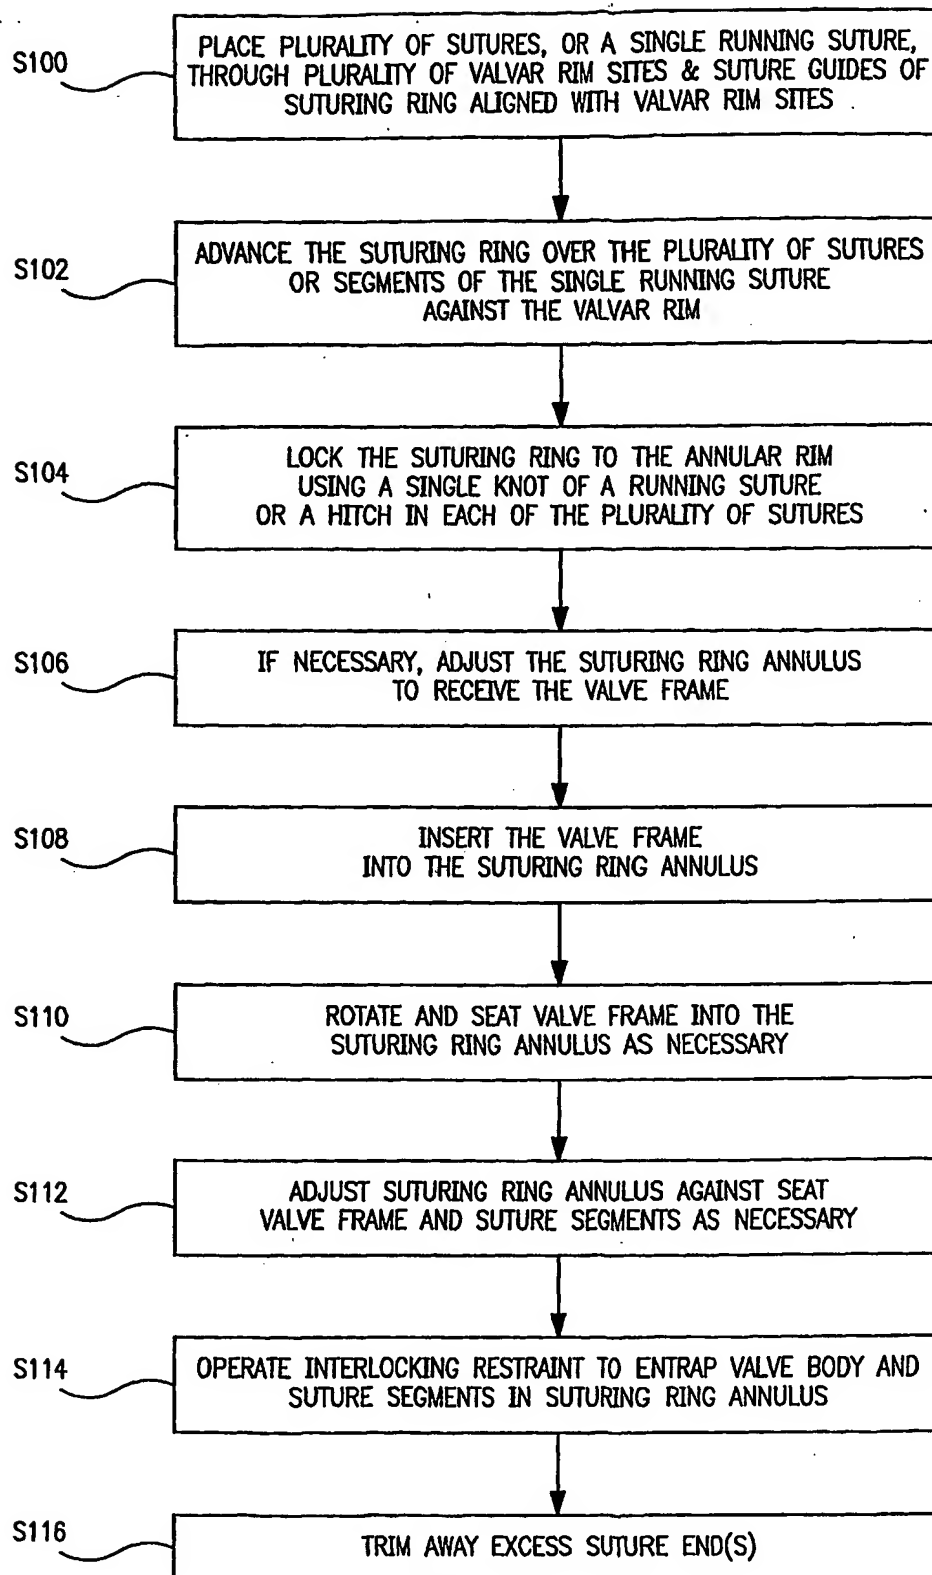 S100
PLACE PLURALITY OF SUTURES, OR A SINGLE RUNNING SUTURE,
THROUGH PLURALITY OF VALVAR RIM SITES & SUTURE GUIDES OF
SUTURING RING ALIGNED WITH VALVAR RIM SITES
S102
ADVANCE THE SUTURING RING OVER THE PLURALITY OF SUTURES
OR SEGMENTS OF THE SINGLE RUNNING SUTURE
AGAINST THE VALVAR RIM
S104
LOCK THE SUTURING RING TO THE ANNULAR RIM
USING A SINGLE KNOT OF A RUNNING SUTURE
OR A HITCH IN EACH OF THE PLURALITY OF SUTURES
S106
IF NECESSARY, ADJUST THE SUTURING RING ANNULUS
TO RECEIVE THE VALVE FRAME
S108
INSERT THE VALVE FRAME
INTO THE SUTURING RING ANNULUS
S110
ROTATE AND SEAT VALVE FRAME INTO THE
SUTURING RING ANNULUS AS NECESSARY
S112
ADJUST SUTURING RING ANNULUS AGAINST SEAT
VALVE FRAME AND SUTURE SEGMENTS AS NECESSARY
S114
OPERATE INTERLOCKING RESTRAINT TO ENTRAP VALVE BODY AND
SUTURE SEGMENTS IN SUTURING RING ANNULUS
S116
TRIM AWAY EXCESS SUTURE END(S)